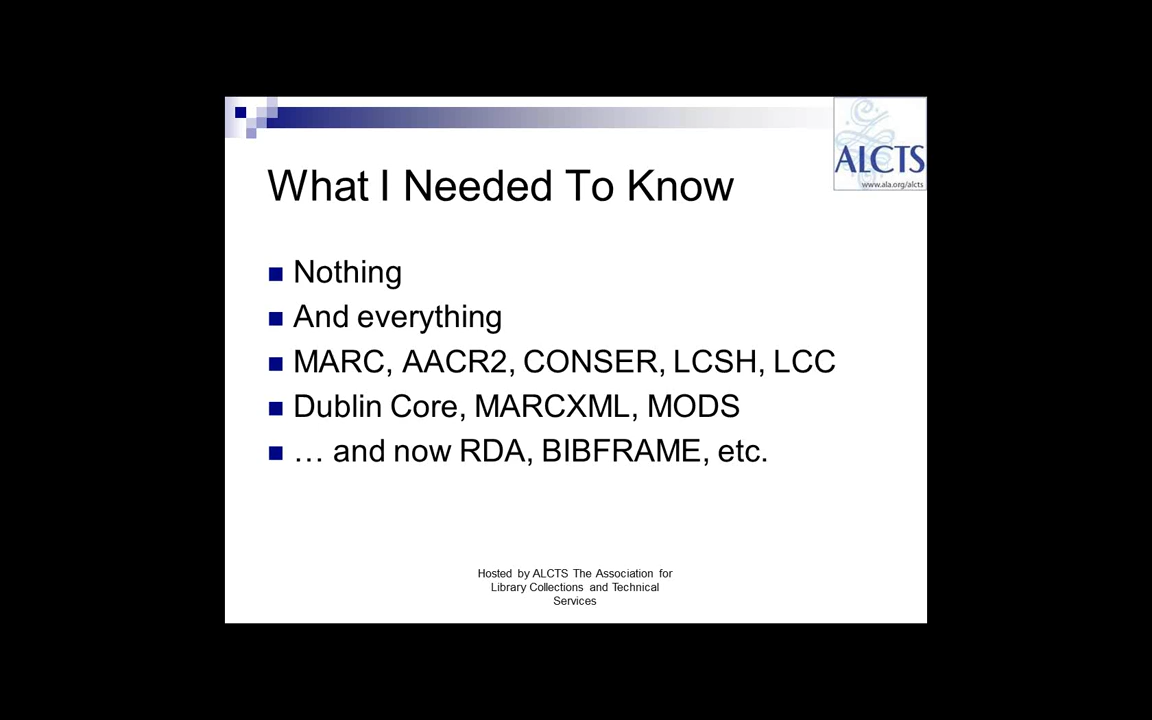 ALCTS
www.ala.org/alcts
What I Needed To Know
Nothing
And everything
MARC, AACR2, CONSER, LCSH, LCC
Dublin Core, MARCXML, MODS
… and now RDA, BIBFRAME, etc.
Hosted by ALCTS The Association for
Library Collections and Technical
Services